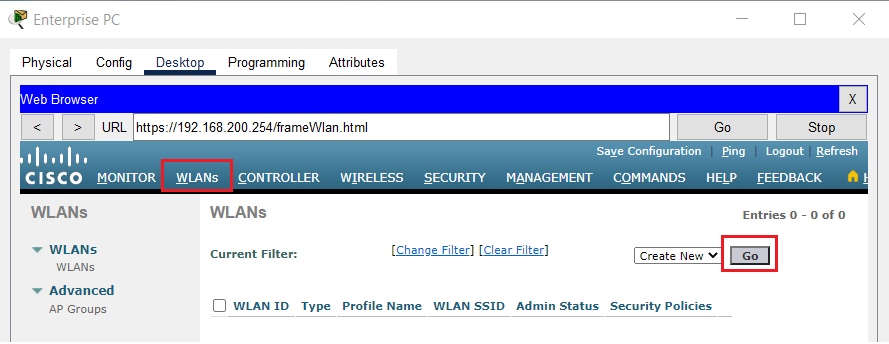 Enterprise PC
Physical Config Desktop Programming Attributes
Web Browser X
< > URL https://192.168.200.254/frameWlan.html Go Stop
Save Configuration | Ping | Logout | Refresh
CISCO MONITOR WLANs CONTROLLER WIRELESS SECURITY MANAGEMENT COMMANDS HELP FEEDBACK
WLANs WLANs Entries 0 - 0 of 0
WLANs
WLANs
Current Filter: [Change Filter] [Clear Filter] Create New Go
Advanced
AP Groups
WLAN ID Type Profile Name WLAN SSID Admin Status Security Policies